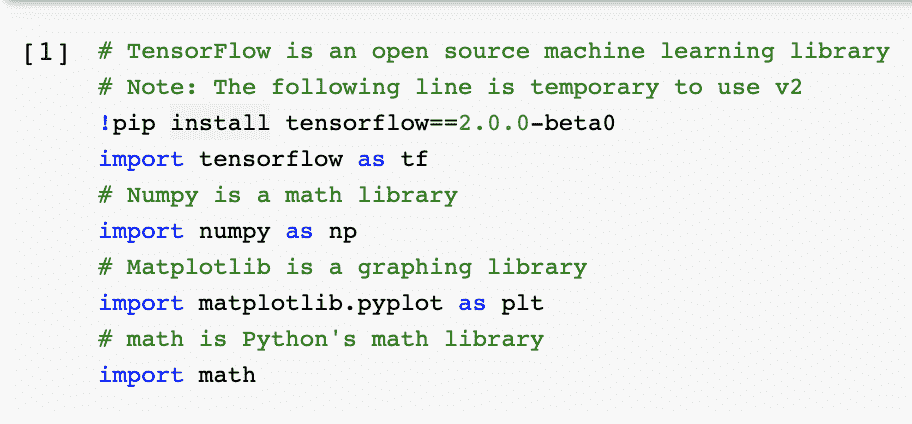 [1] # TensorFlow is an open source machine learning library
# Note: The following line is temporary to use v2
!pip install tensorflow==2.0.0-beta0
import tensorflow as tf
# Numpy is a math library
import numpy as np
# Matplotlib is a graphing library
import matplotlib.pyplot as plt
# math is Python's math library
import math